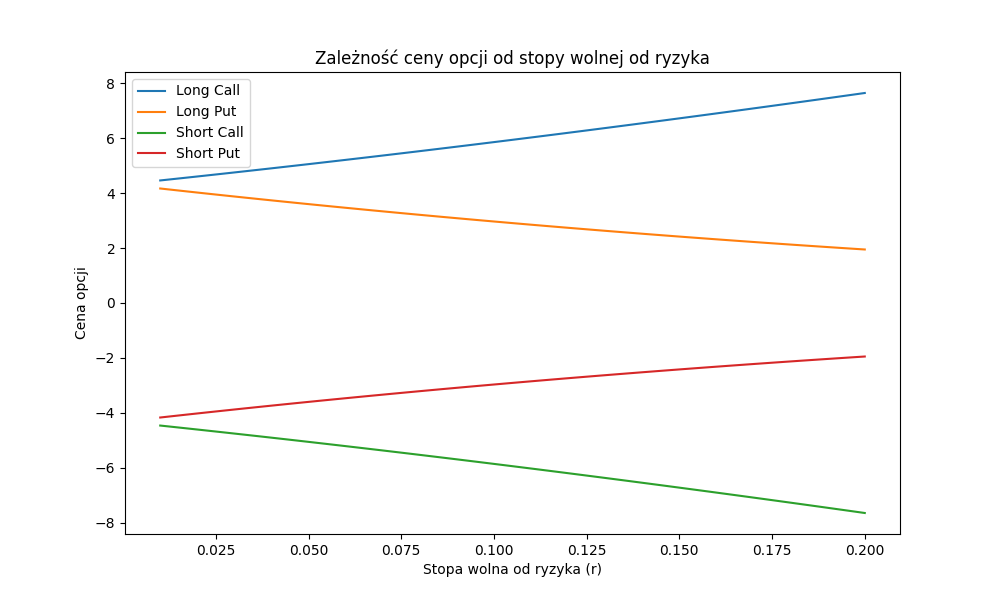 Zależność ceny opcji od stopy wolnej od ryzyka
Long Call
Long Put
Short Call
Short Put
Cena opcji
8
6
4
2
0
−2
−4
−6
−8
0.025 0.050 0.075 0.100 0.125 0.150 0.175 0.200
Stopa wolna od ryzyka (r)